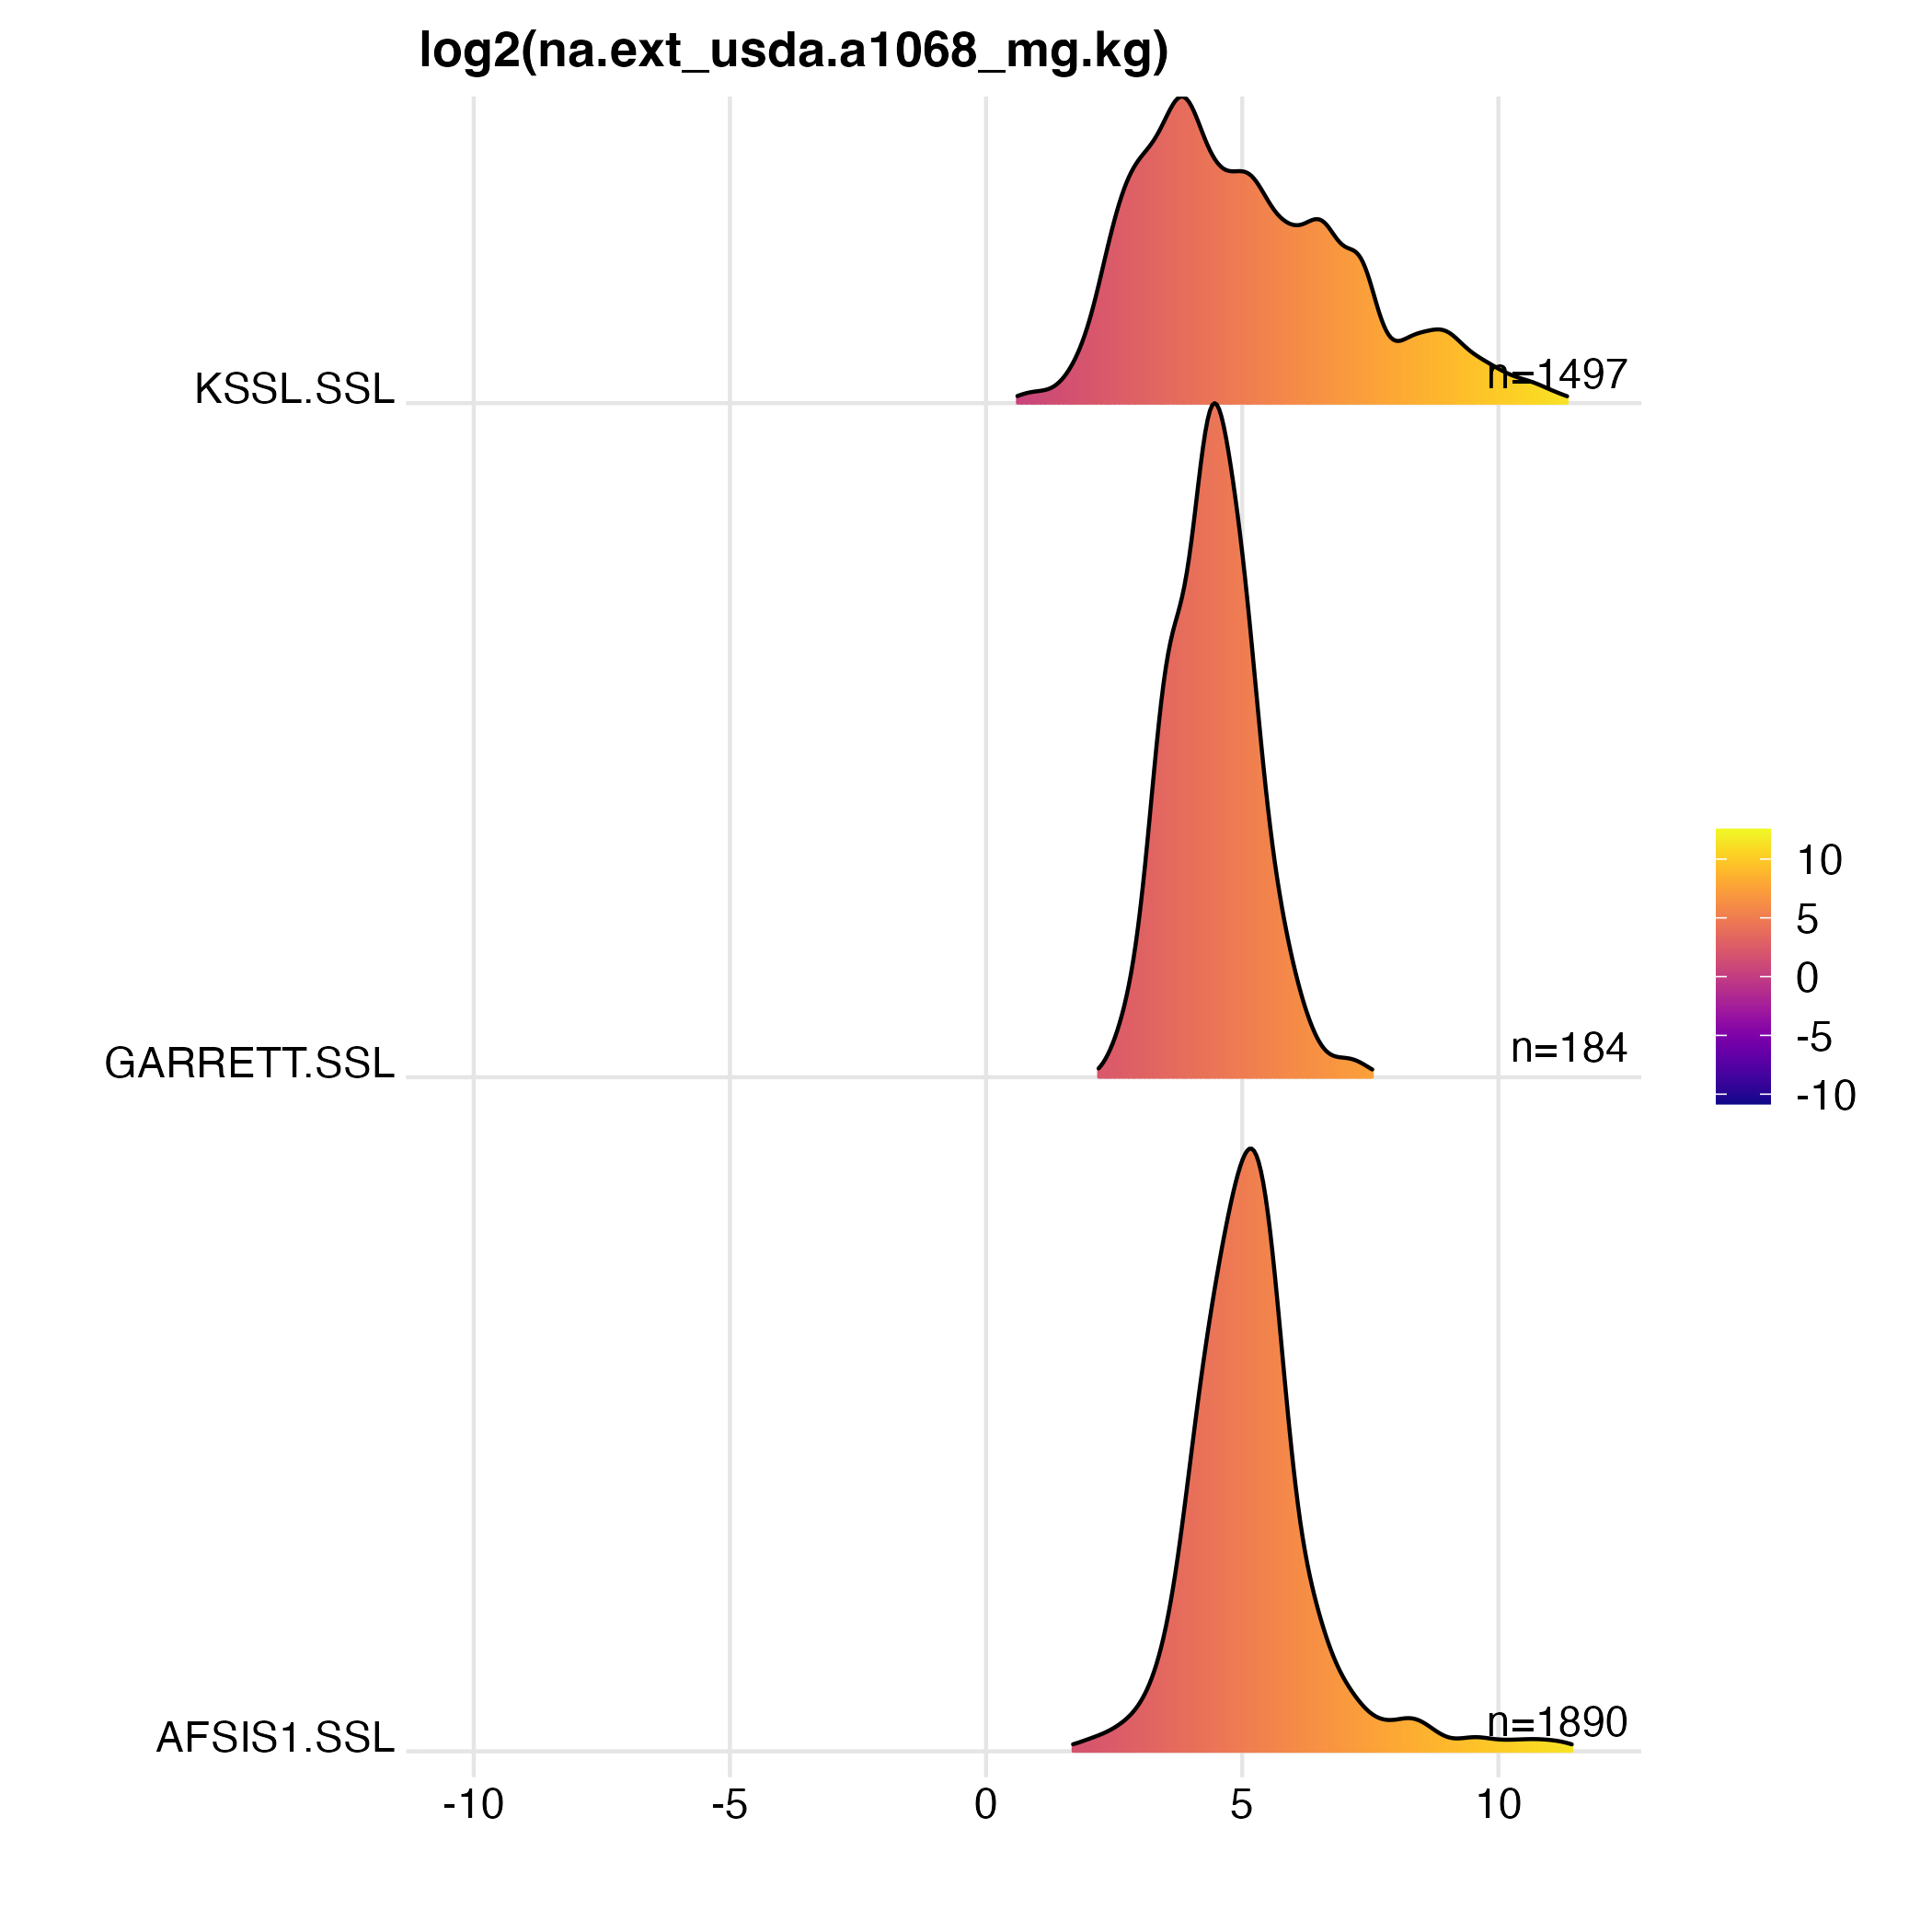 log2(na.ext_usda.a1068_mg.kg)
KSSL.SSL
n=1497
GARRETT.SSL
n=184
AFSIS1.SSL
n=1890
-10 -5 0 5 10
10
5
0
-5
-10